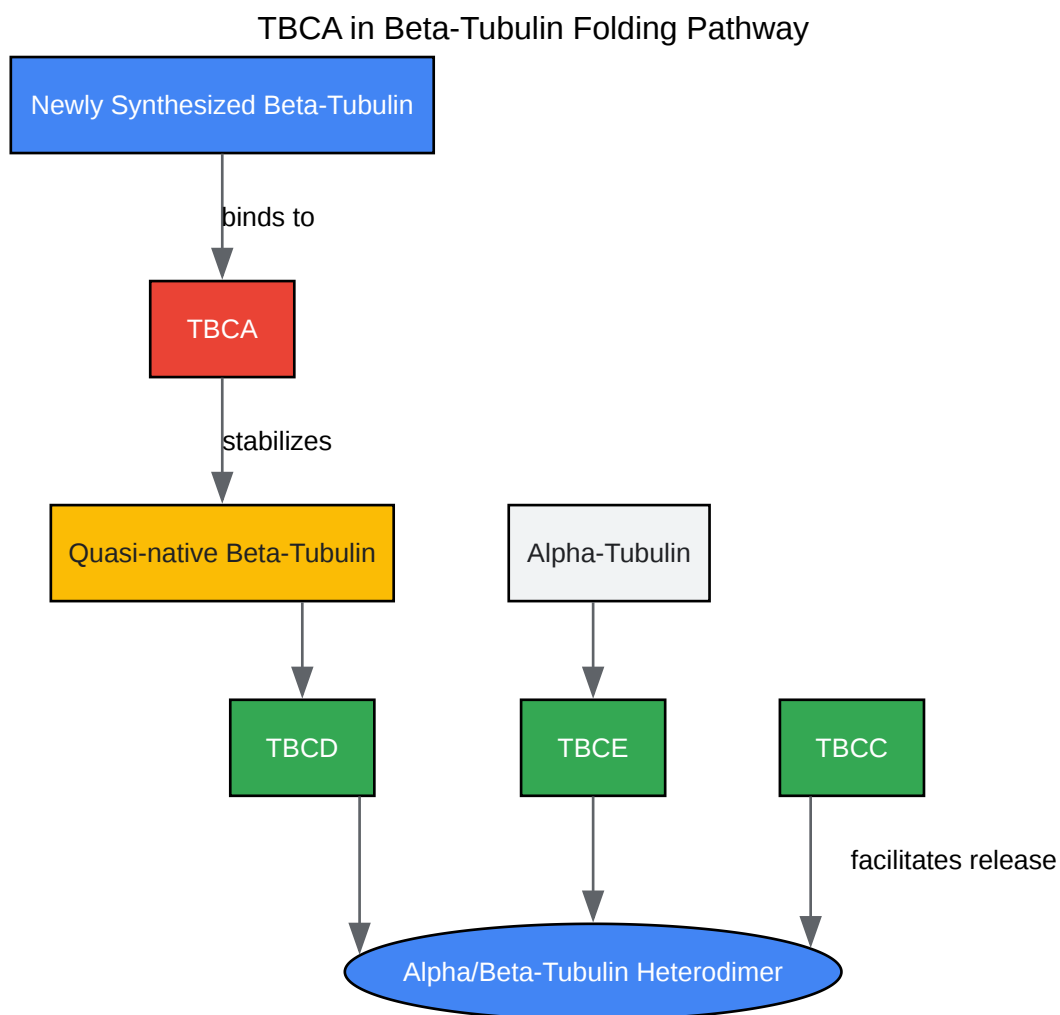 TBCA in Beta-Tubulin Folding Pathway
Newly Synthesized Beta-Tubulin
binds to
TBCA
stabilizes
Quasi-native Beta-Tubulin
Alpha-Tubulin
TBCD
TBCE
TBCC
facilitates release
Alpha/Beta-Tubulin Heterodimer